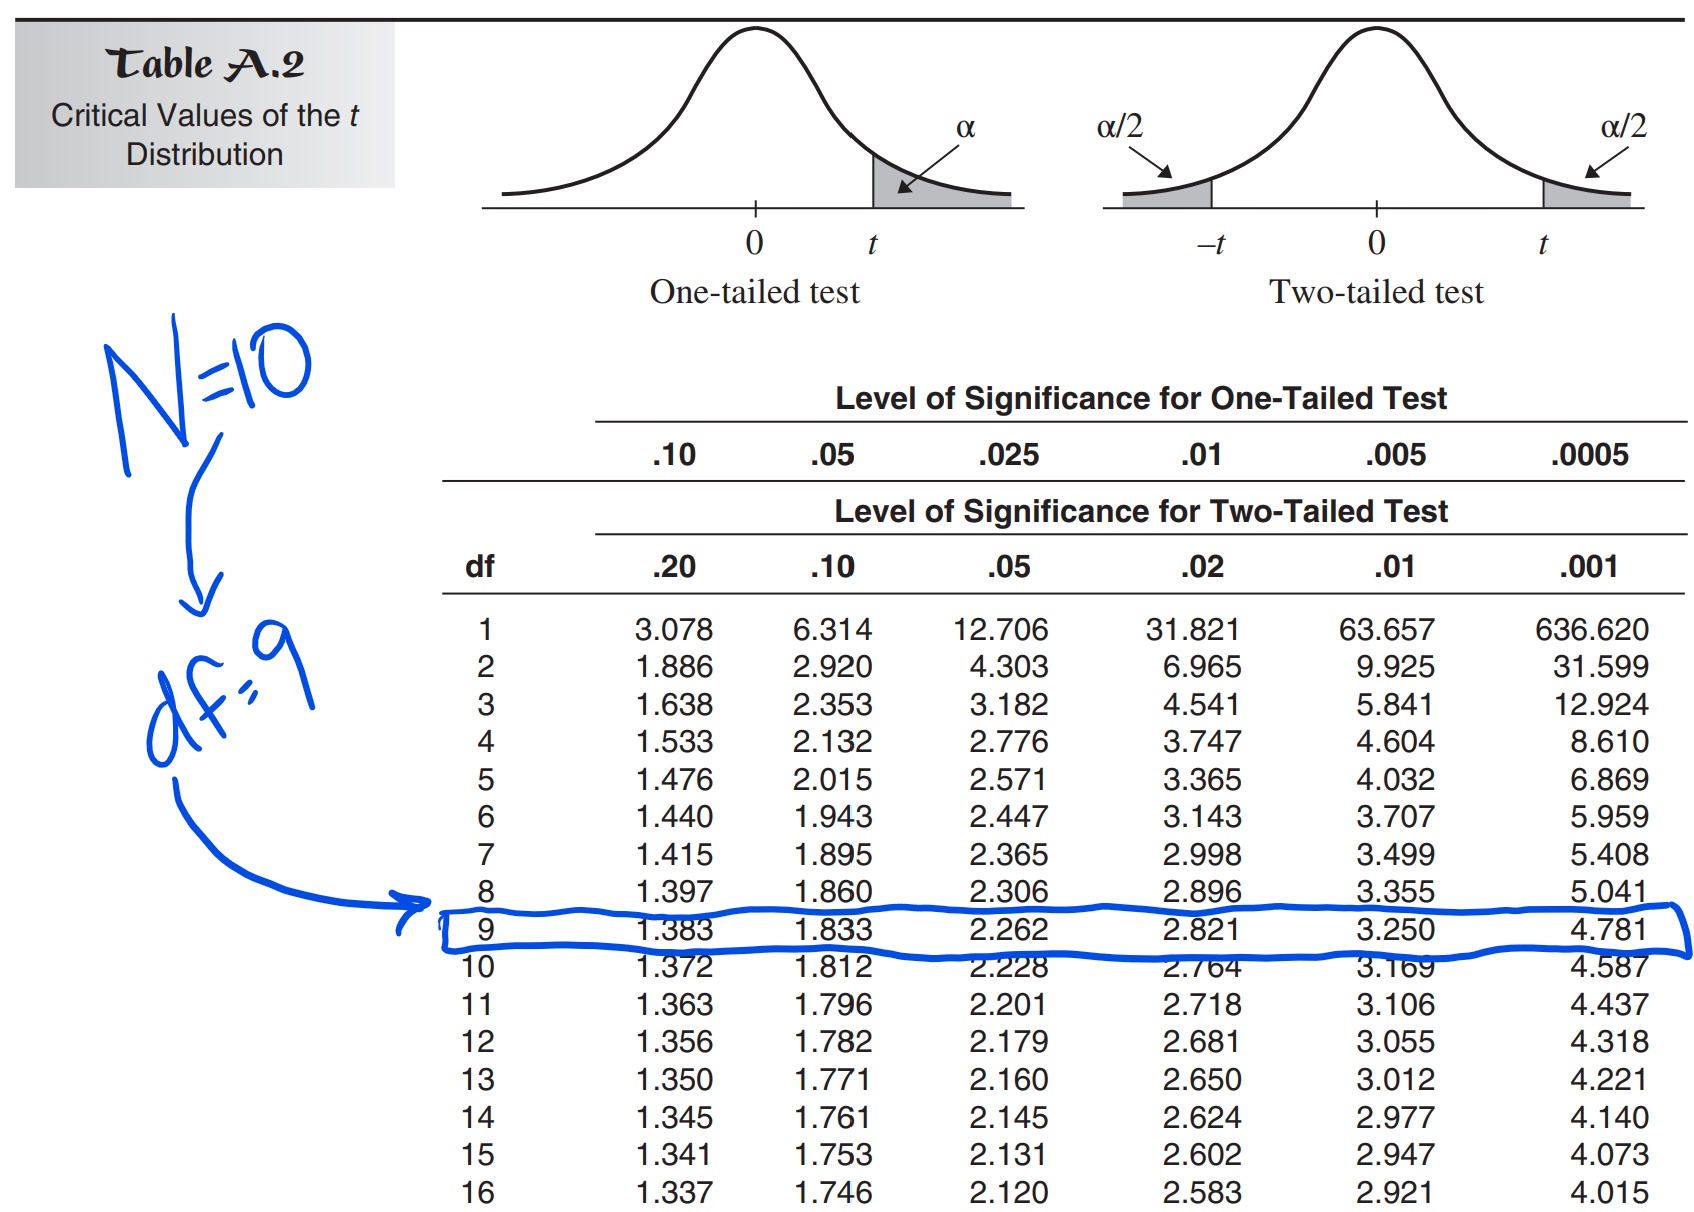 Table A.2
Critical Values of the t
Distribution
α
α/2
α/2
0
t
–t
0
t
One-tailed test
Two-tailed test
N=10
df=9
Level of Significance for One-Tailed Test
.10 .05 .025 .01 .005 .0005
Level of Significance for Two-Tailed Test
df .20 .10 .05 .02 .01 .001
1 3.078 6.314 12.706 31.821 63.657 636.620
2 1.886 2.920 4.303 6.965 9.925 31.599
3 1.638 2.353 3.182 4.541 5.841 12.924
4 1.533 2.132 2.776 3.747 4.604 8.610
5 1.476 2.015 2.571 3.365 4.032 6.869
6 1.440 1.943 2.447 3.143 3.707 5.959
7 1.415 1.895 2.365 2.998 3.499 5.408
8 1.397 1.860 2.306 2.896 3.355 5.041
9 1.383 1.833 2.262 2.821 3.250 4.781
10 1.372 1.812 2.228 2.764 3.169 4.587
11 1.363 1.796 2.201 2.718 3.106 4.437
12 1.356 1.782 2.179 2.681 3.055 4.318
13 1.350 1.771 2.160 2.650 3.012 4.221
14 1.345 1.761 2.145 2.624 2.977 4.140
15 1.341 1.753 2.131 2.602 2.947 4.073
16 1.337 1.746 2.120 2.583 2.921 4.015